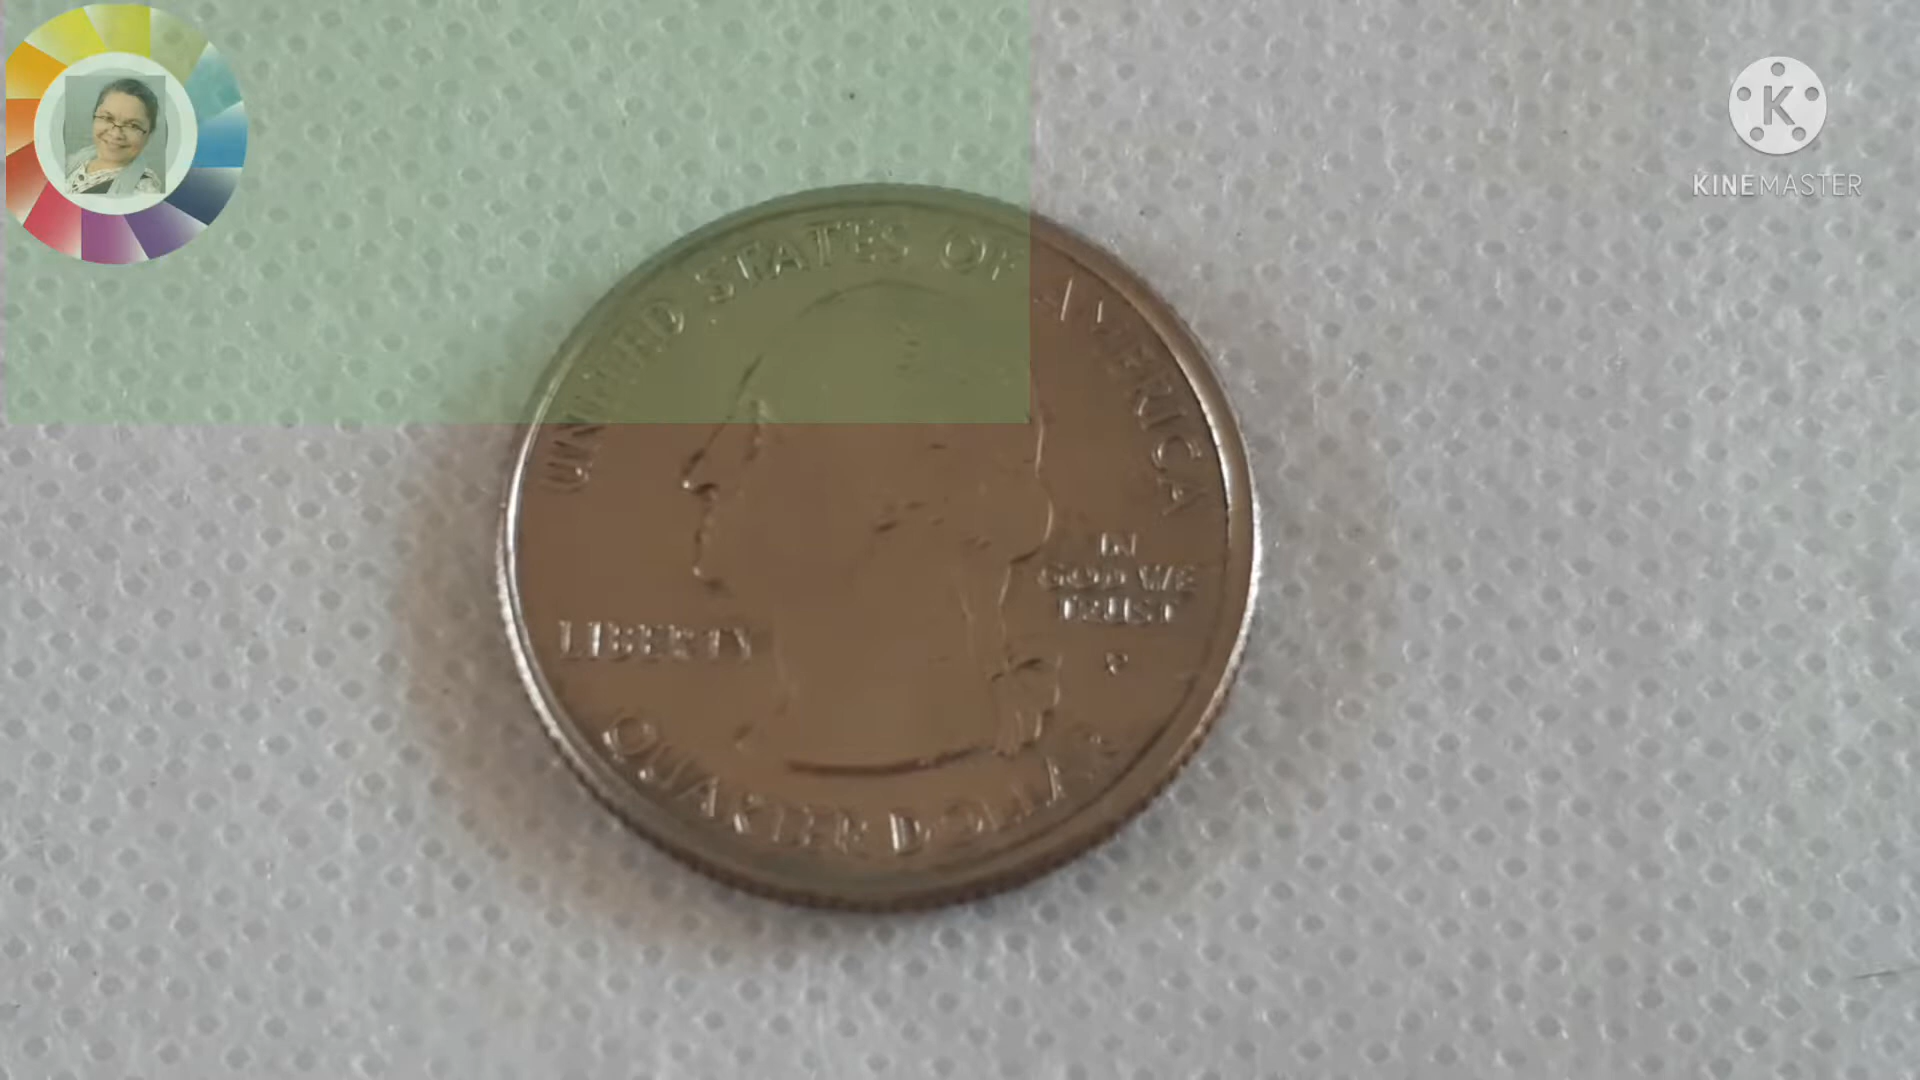 KINEMASTER
UNITED STATES OF AMERICA
IN
GOD WE
TRUST
LIBERTY
P
QUARTER DOLLAR